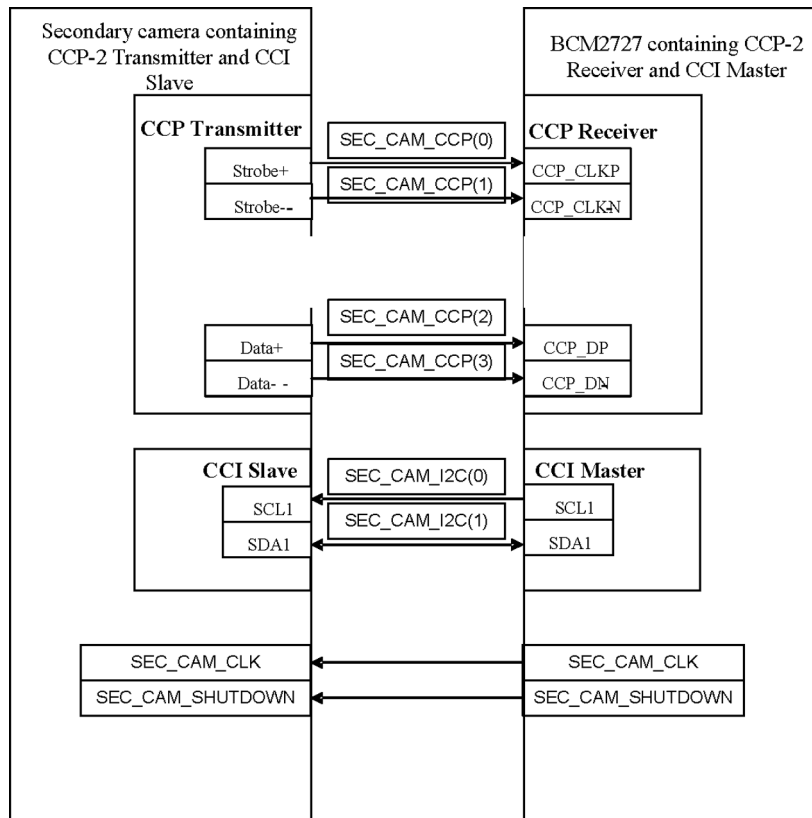 Secondary camera containing
CCP-2 Transmitter and CCI
Slave
BCM2727 containing CCP-2
Receiver and CCI Master
CCP Transmitter
SEC_CAM_CCP(0)
CCP Receiver
Strobe+
CCP_CLKP
SEC_CAM_CCP(1)
Strobe--
CCP_CLK-N
SEC_CAM_CCP(2)
Data+
CCP_DP
SEC_CAM_CCP(3)
Data- -
CCP_DN-
CCI Slave
SEC_CAM_I2C(0)
CCI Master
SCL1
SCL1
SEC_CAM_I2C(1)
SDA1
SDA1
SEC_CAM_CLK
SEC_CAM_CLK
SEC_CAM_SHUTDOWN
SEC_CAM_SHUTDOWN